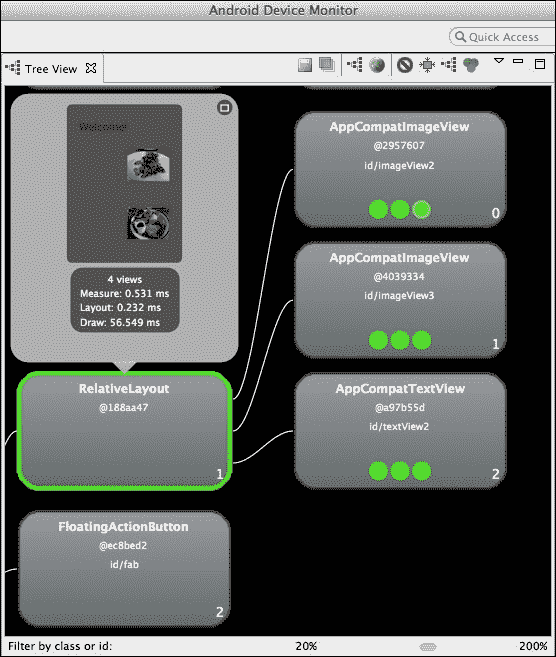 Android Device Monitor
Quick Access
Tree View
Welcome!
4 views
Measure: 0.531 ms
Layout: 0.232 ms
Draw: 56.549 ms
RelativeLayout
@188aa47
1
FloatingActionButton
@ec8bed2
id/fab
2
AppCompatImageView
@2957607
id/imageView2
0
AppCompatImageView
@4039334
id/imageView3
1
AppCompatTextView
@a97b55d
id/textView2
2
Filter by class or id:
20%
200%